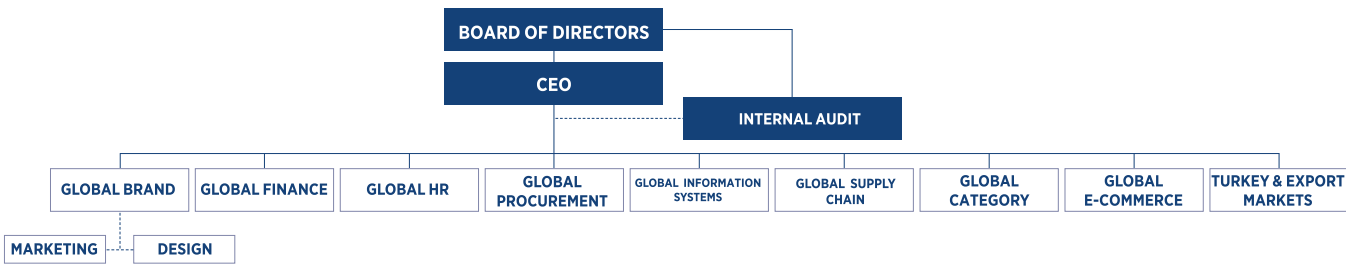 BOARD OF DIRECTORS
CEO
INTERNAL AUDIT
GLOBAL BRAND
GLOBAL FINANCE
GLOBAL HR
GLOBAL
PROCUREMENT
GLOBAL INFORMATION
SYSTEMS
GLOBAL SUPPLY
CHAIN
GLOBAL
CATEGORY
GLOBAL
E-COMMERCE
TURKEY & EXPORT
MARKETS
MARKETING
DESIGN